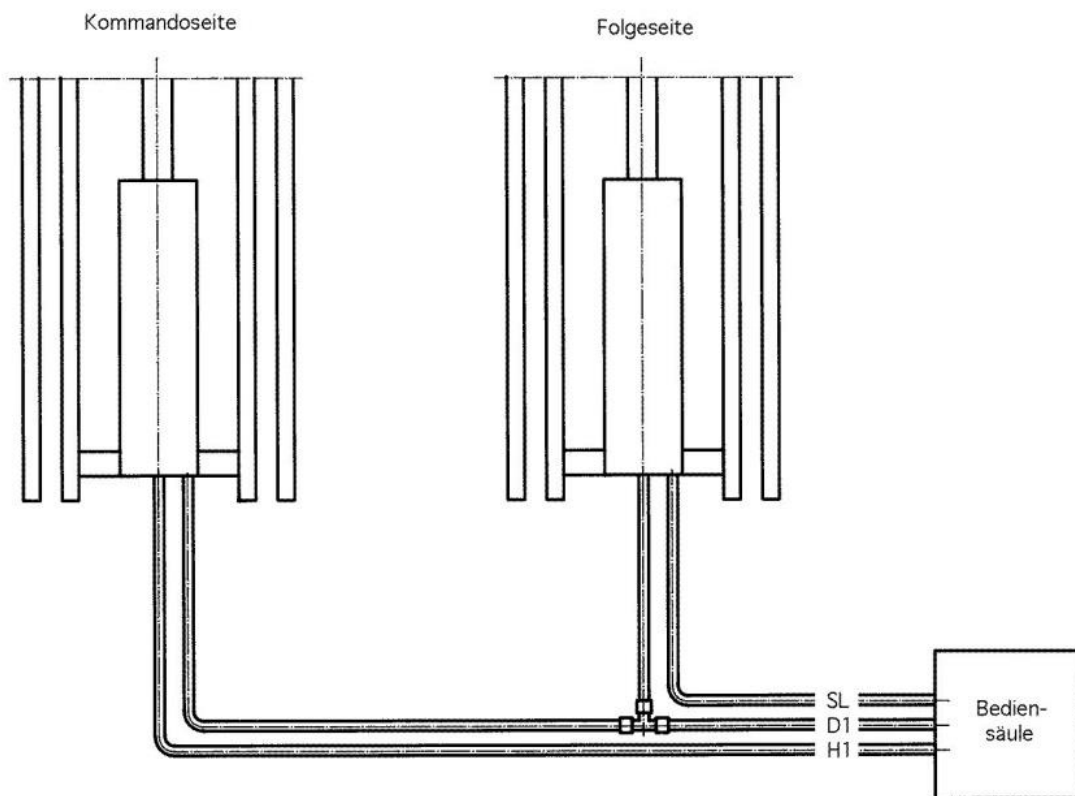 Kommandoseite
Folgeseite
SL
D1
H1
Bedien-
säule